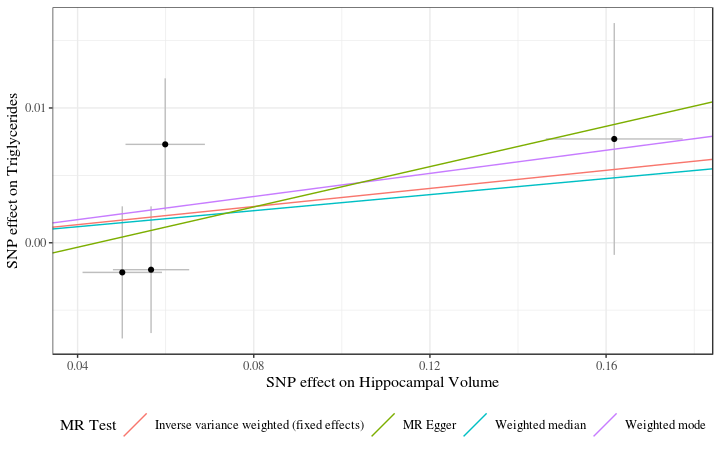 SNP effect on Triglycerides
0.01
0.00
0.04
0.08
0.12
0.16
SNP effect on Hippocampal Volume
MR Test
Inverse variance weighted (fixed effects)
MR Egger
Weighted median
Weighted mode